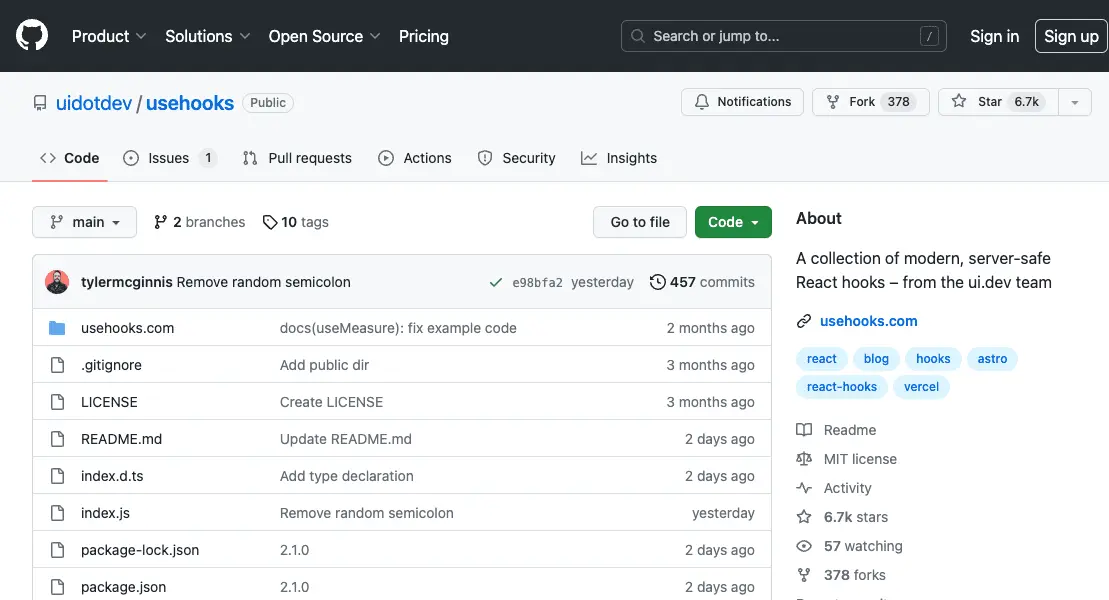 Product Solutions Open Source Pricing Search or jump to... / Sign in Sign up
uidotdev / usehooks Public Notifications Fork 378 Star 6.7k
Code Issues 1 Pull requests Actions Security Insights
main 2 branches 10 tags Go to file Code
tylermcginnis Remove random semicolon e98bfa2 yesterday 457 commits
usehooks.com docs(useMeasure): fix example code 2 months ago
.gitignore Add public dir 3 months ago
LICENSE Create LICENSE 3 months ago
README.md Update README.md 2 days ago
index.d.ts Add type declaration 2 days ago
index.js Remove random semicolon yesterday
package-lock.json 2.1.0 2 days ago
package.json 2.1.0 2 days ago
About
A collection of modern, server-safe
React hooks – from the ui.dev team
usehooks.com
react blog hooks astro
react-hooks vercel
Readme
MIT license
Activity
6.7k stars
57 watching
378 forks